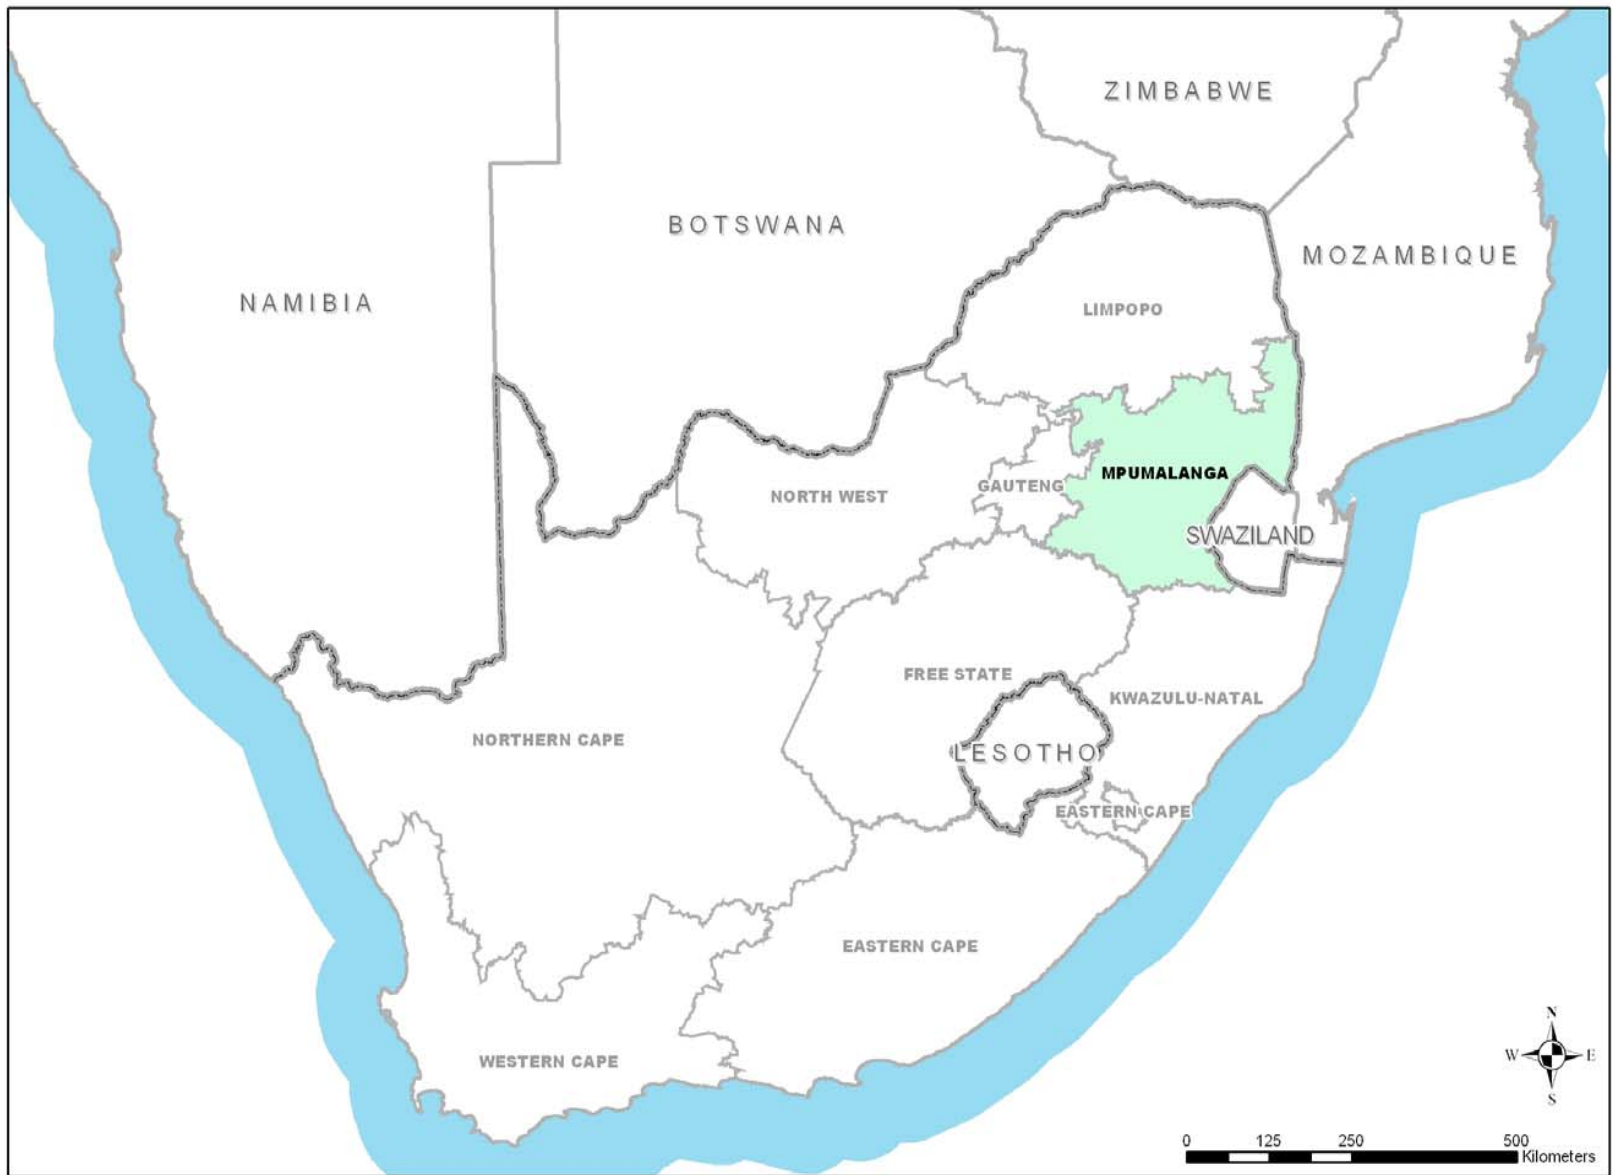 ZIMBABWE
BOTSWANA
MOZAMBIQUE
NAMIBIA
LIMPOPO
MPUMALANGA
GAUTENG
NORTH WEST
SWAZILAND
FREE STATE
KWAZULU-NATAL
NORTHERN CAPE
LESOTHO
EASTERN CAPE
EASTERN CAPE
WESTERN CAPE
N
W E
S
0 125 250 500
Kilometers